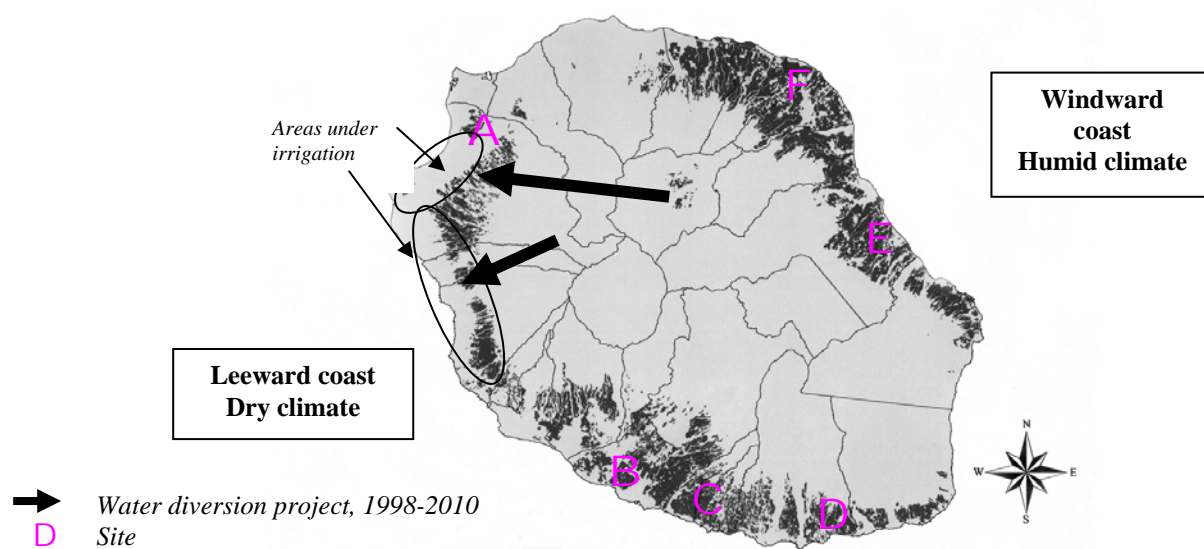 F
Windward
coast
Humid climate
Areas under
irrigation
A
E
Leeward coast
Dry climate
N
W
E
S
B
C
D
Water diversion project, 1998-2010
D
Site